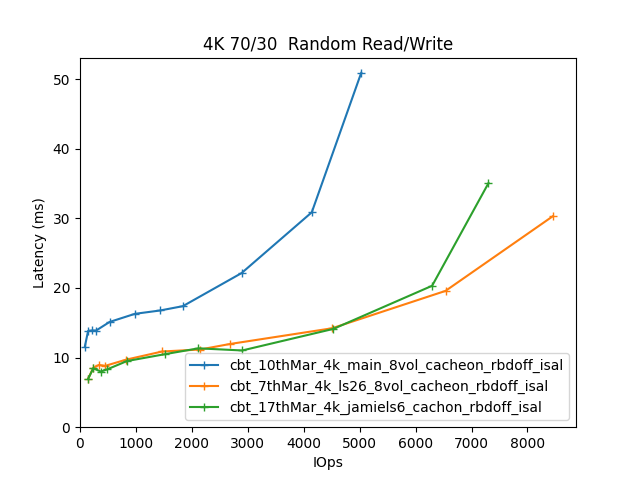 4K 70/30  Random Read/Write
50
40
30
20
10
0
Latency (ms)
cbt_10thMar_4k_main_8vol_cacheon_rbdoff_isal
cbt_7thMar_4k_ls26_8vol_cacheon_rbdoff_isal
cbt_17thMar_4k_jamiels6_cachon_rbdoff_isal
0 1000 2000 3000 4000 5000 6000 7000 8000
IOps